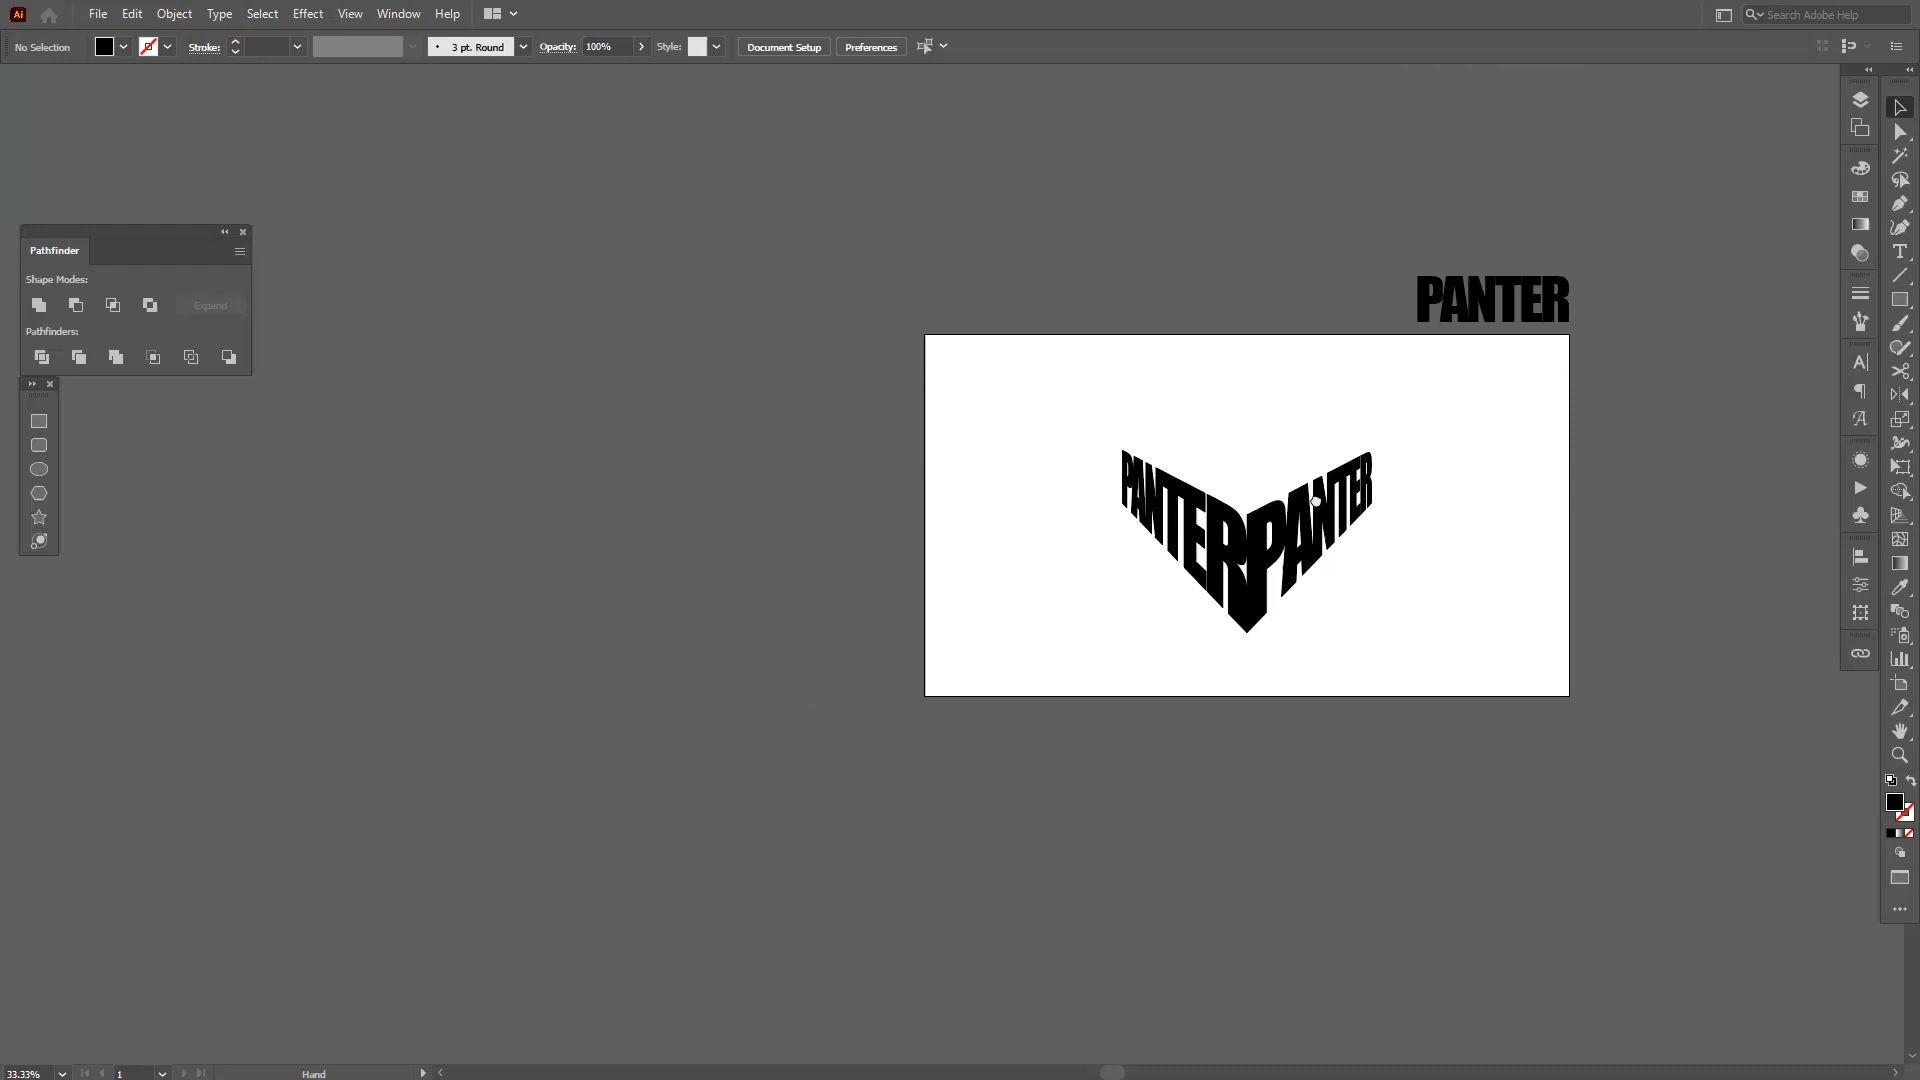 File Edit Object Type Select Effect View Window Help
Search Adobe Help
No Selection Stroke: 3 pt. Round Opacity: 100% Style: Document Setup Preferences
Pathfinder
Shape Modes:
Expand
Pathfinders:
PANTER
PANTER PANTER
33.33% 1 Hand